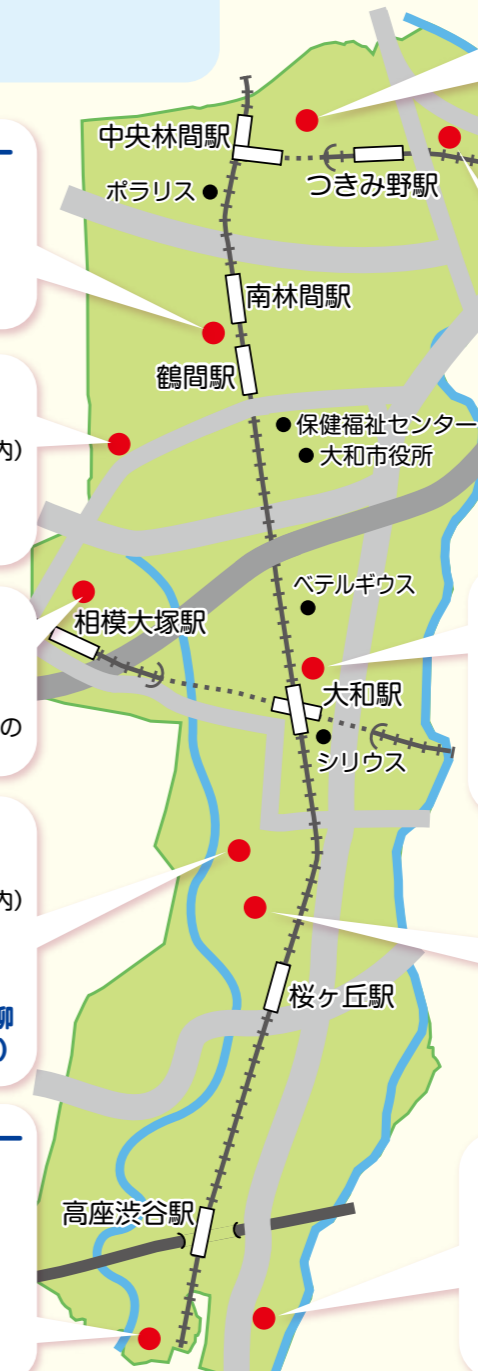 中央林間駅
つきみ野駅
ポラリス
南林間駅
鶴間駅
保健福祉センター
大和市役所
内)
ベテルギウス
相模大塚駅
大和駅
の
シリウス
内)
桜ヶ丘駅
柳
)
高座渋谷駅